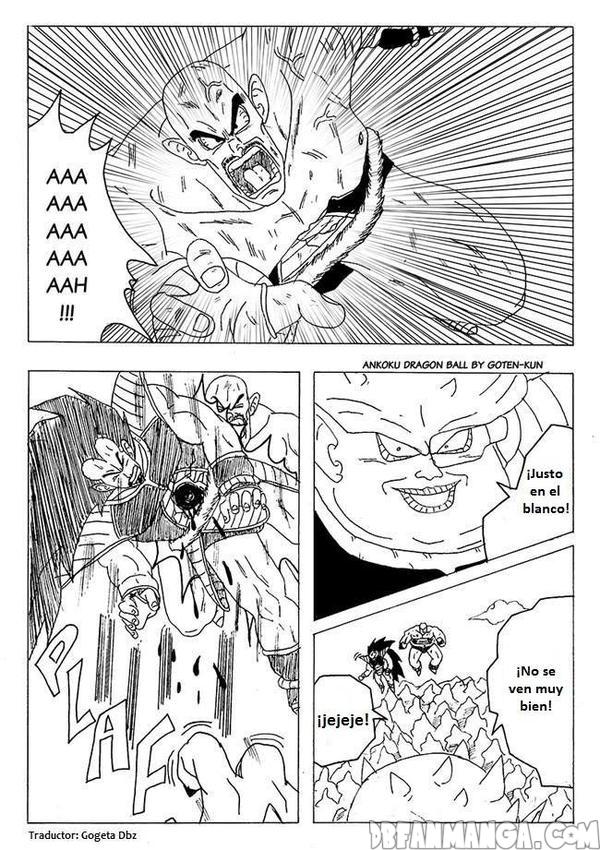 AAA
AAA
AAA
AAA
AAH
!!!
ANKOKU DRAGON BALL BY GOTEN-KUN
¡Justo
en el
blanco!
PLAF
¡No se
ven muy
bien!
¡jejeje!
Traductor: Gogeta Dbz
DBFANMANGA.COM